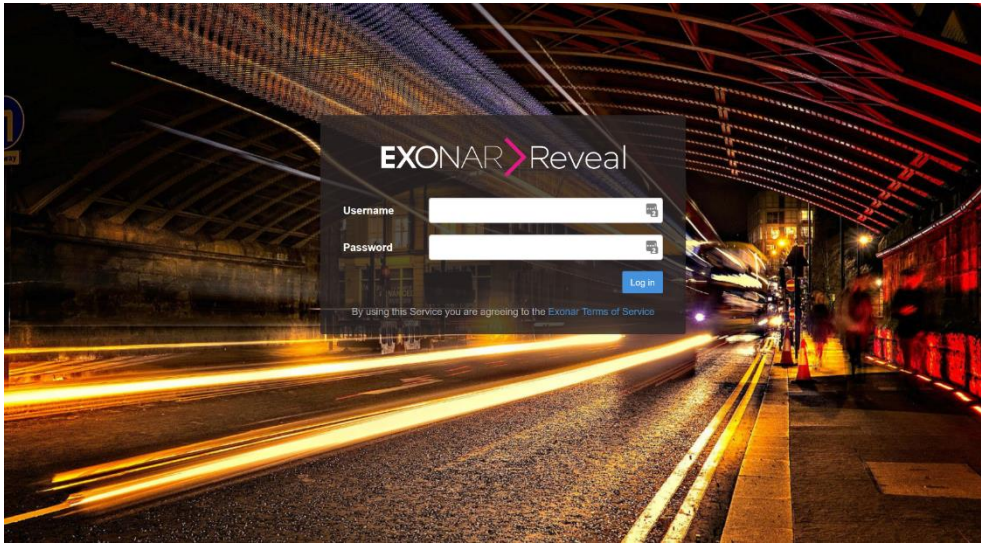 EXONAR Reveal
Username
Password
Log in
By using this Service you are agreeing to the Exonar Terms of Service